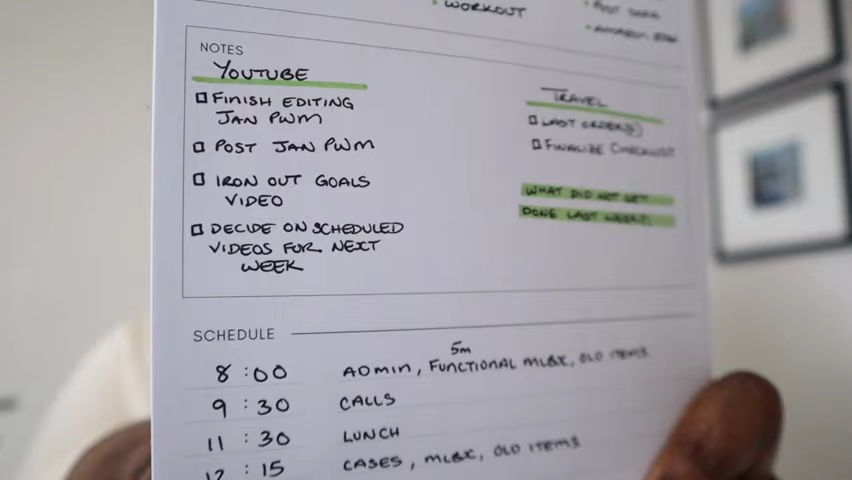 WORKOUT
POST
NOTES
YOUTUBE
FINISH EDITING
JAN PWM
POST JAN PWM
IRON OUT GOALS
VIDEO
DECIDE ON SCHEDULED
VIDEOS FOR NEXT
WEEK
TRAVEL
LAST ORDER(S)
FINALIZE CHECKLIST
WHAT DID NOT GET
DONE LAST WEEK(S)
SCHEDULE
5m
8:00 ADMIN, FUNCTIONAL MLBX, OLD ITEMS
9:30 CALLS
11:30 LUNCH
12:15 CASES, MLBX, OLD ITEMS